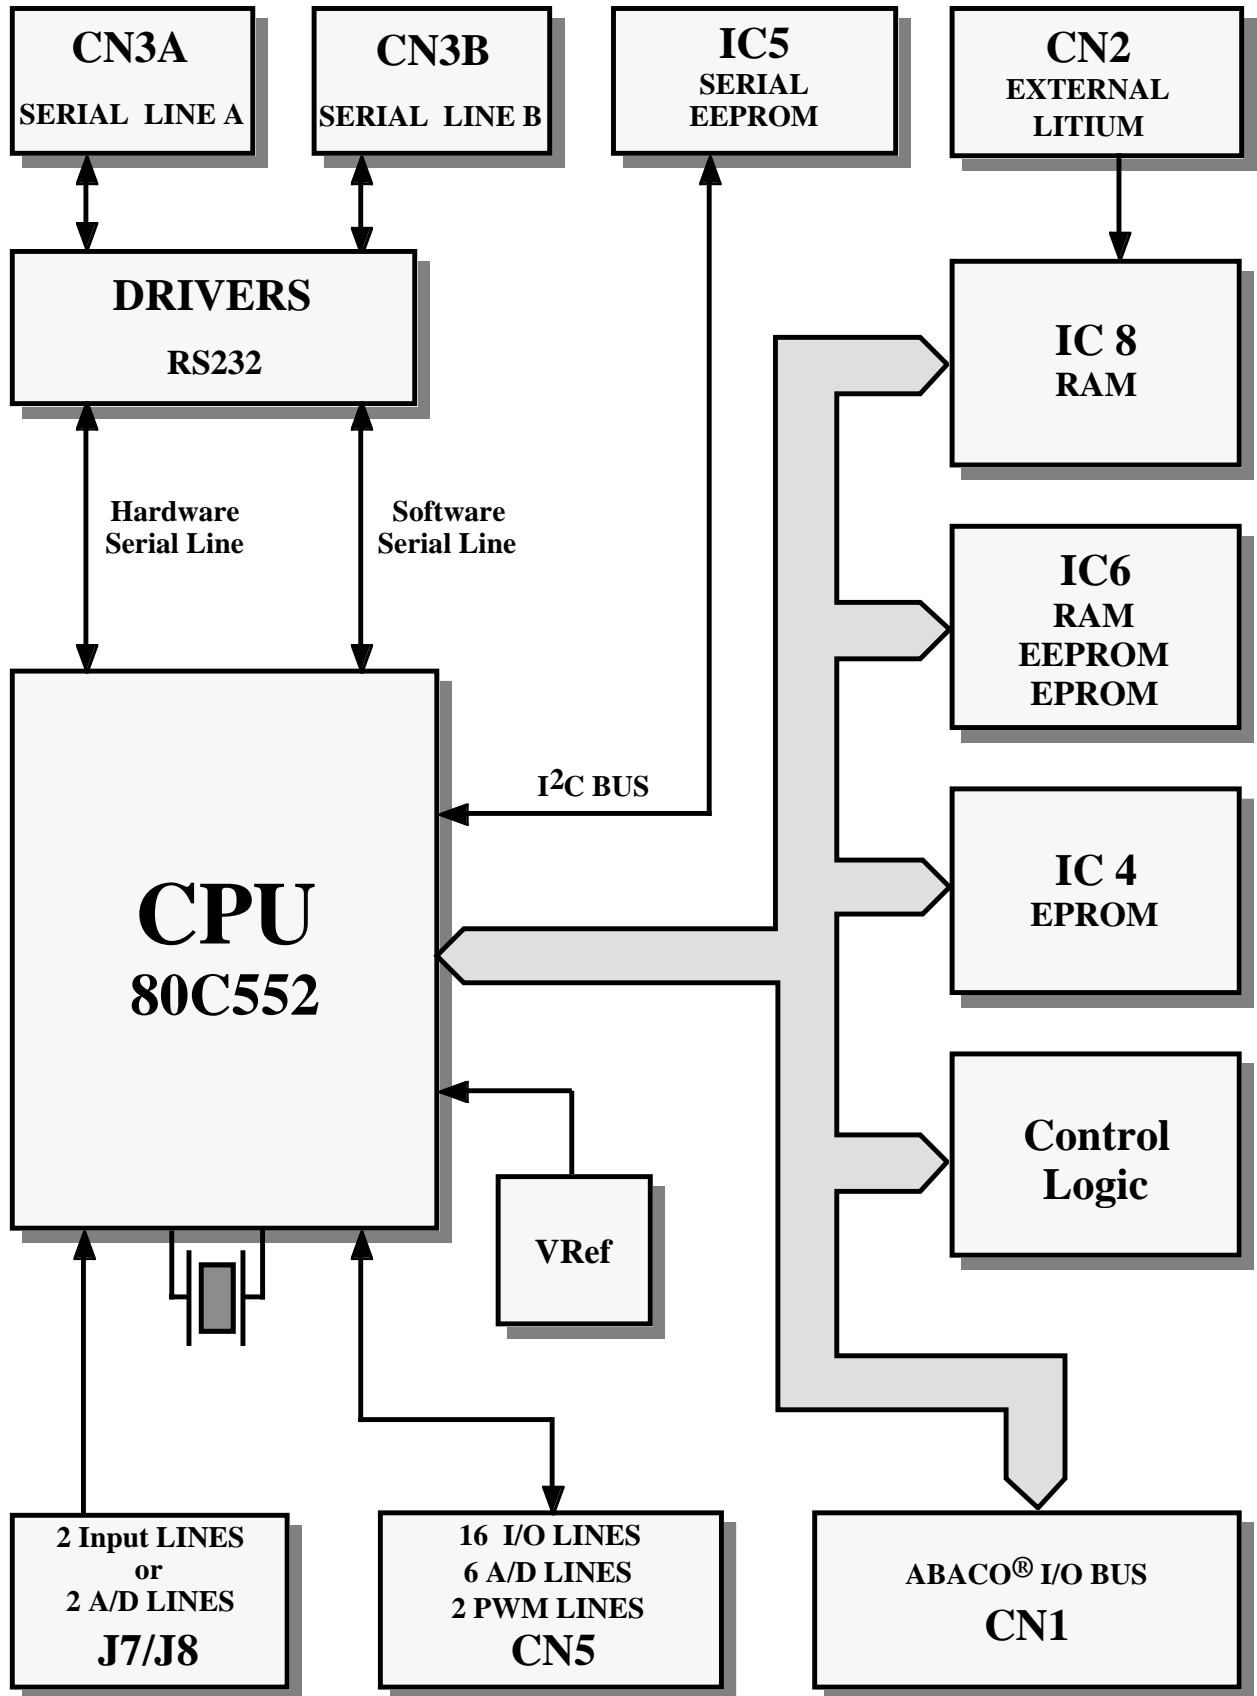 CN3A
SERIAL LINE A
CN3B
SERIAL LINE B
IC5
SERIAL
EEPROM
CN2
EXTERNAL
LITIUM
DRIVERS
RS232
IC 8
RAM
Hardware
Serial Line
Software
Serial Line
IC6
RAM
EEPROM
EPROM
I²C BUS
CPU
80C552
IC 4
EPROM
Control
Logic
VRef
2 Input LINES
or
2 A/D LINES
J7/J8
16 I/O LINES
6 A/D LINES
2 PWM LINES
CN5
ABACO® I/O BUS
CN1